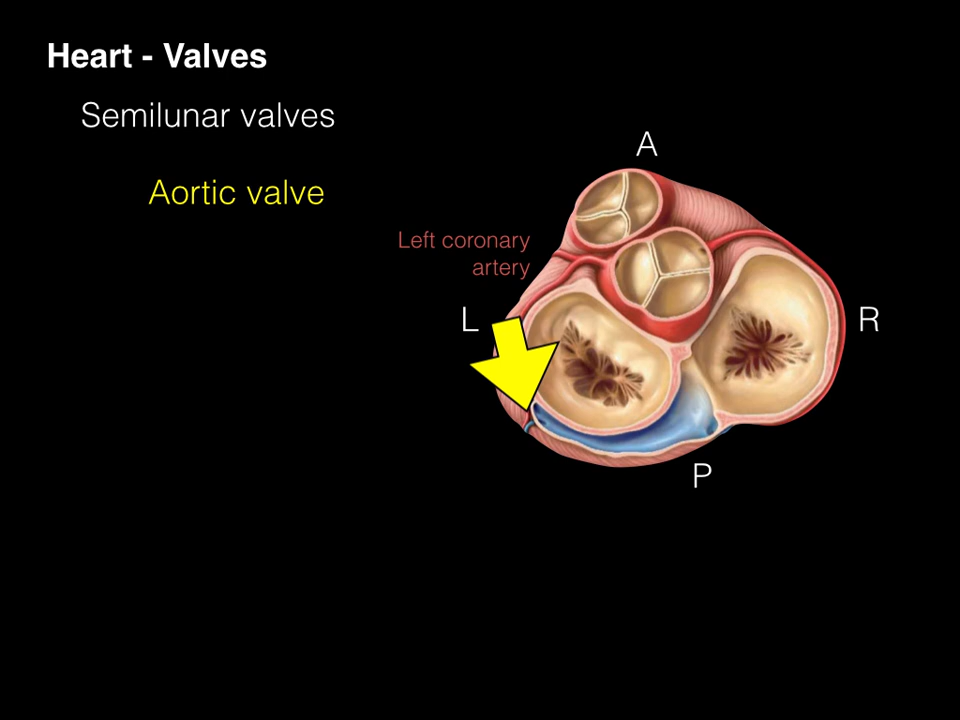 Heart - Valves
Semilunar valves
A
Aortic valve
Left coronary
artery
L
R
P